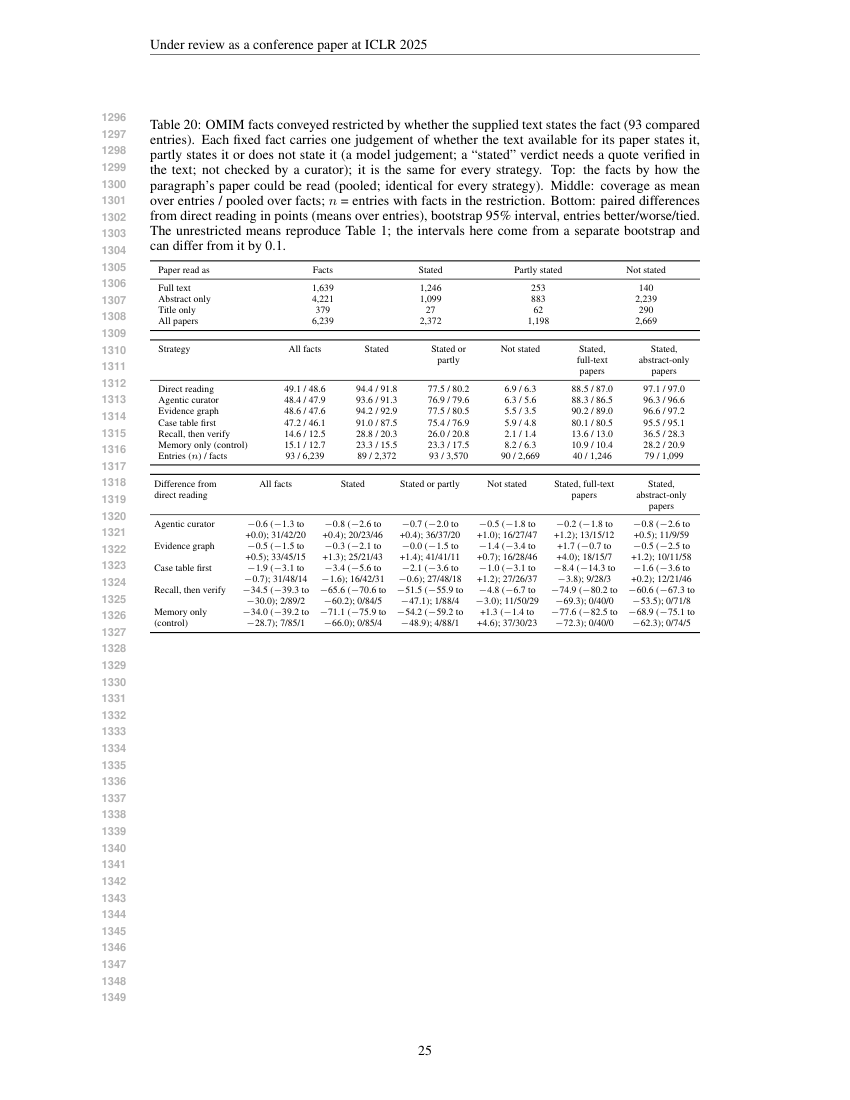 Under review as a conference paper at ICLR 2025
1296
1297
1298
1299
1300
1301
1302
1303
1304
1305
1306
1307
1308
1309
1310
1311
1312
1313
1314
1315
1316
1317
1318
1319
1320
1321
1322
1323
1324
1325
1326
1327
1328
1329
1330
1331
1332
1333
1334
1335
1336
1337
1338
1339
1340
1341
1342
1343
1344
1345
1346
1347
1348
1349
Table 20: OMIM facts conveyed restricted by whether the supplied text states the fact (93 compared
entries). Each fixed fact carries one judgement of whether the text available for its paper states it,
partly states it or does not state it (a model judgement; a “stated” verdict needs a quote verified in
the text; not checked by a curator); it is the same for every strategy. Top: the facts by how the
paragraph's paper could be read (pooled; identical for every strategy). Middle: coverage as mean
over entries / pooled over facts; n = entries with facts in the restriction. Bottom: paired differences
from direct reading in points (means over entries), bootstrap 95% interval, entries better/worse/tied.
The unrestricted means reproduce Table 1; the intervals here come from a separate bootstrap and
can differ from it by 0.1.
Paper read as Facts Stated Partly stated Not stated
Full text 1,639 1,246 253 140
Abstract only 4,221 1,099 883 2,239
Title only 379 27 62 290
All papers 6,239 2,372 1,198 2,669
Strategy All facts Stated Stated or Not stated Stated, Stated,
partly full-text abstract-only
papers papers
Direct reading 49.1 / 48.6 94.4 / 91.8 77.5 / 80.2 6.9 / 6.3 88.5 / 87.0 97.1 / 97.0
Agentic curator 48.4 / 47.9 93.6 / 91.3 76.9 / 79.6 6.3 / 5.6 88.3 / 86.5 96.3 / 96.6
Evidence graph 48.6 / 47.6 94.2 / 92.9 77.5 / 80.5 5.5 / 3.5 90.2 / 89.0 96.6 / 97.2
Case table first 47.2 / 46.1 91.0 / 87.5 75.4 / 76.9 5.9 / 4.8 80.1 / 80.5 95.5 / 95.1
Recall, then verify 14.6 / 12.5 28.8 / 20.3 26.0 / 20.8 2.1 / 1.4 13.6 / 13.0 36.5 / 28.3
Memory only (control) 15.1 / 12.7 23.3 / 15.5 23.3 / 17.5 8.2 / 6.3 10.9 / 10.4 28.2 / 20.9
Entries (n) / facts 93 / 6,239 89 / 2,372 93 / 3,570 90 / 2,669 40 / 1,246 79 / 1,099
Difference from All facts Stated Stated or partly Not stated Stated, full-text Stated,
direct reading papers abstract-only
papers
Agentic curator −0.6 (−1.3 to −0.8 (−2.6 to −0.7 (−2.0 to −0.5 (−1.8 to −0.2 (−1.8 to −0.8 (−2.6 to
+0.0); 31/42/20 +0.4); 20/23/46 +0.4); 36/37/20 +1.0); 16/27/47 +1.2); 13/15/12 +0.5); 11/9/59
Evidence graph −0.5 (−1.5 to −0.3 (−2.1 to −0.0 (−1.5 to −1.4 (−3.4 to +1.7 (−0.7 to −0.5 (−2.5 to
+0.5); 33/45/15 +1.3); 25/21/43 +1.4); 41/41/11 +0.7); 16/28/46 +4.0); 18/15/7 +1.2); 10/11/58
Case table first −1.9 (−3.1 to −3.4 (−5.6 to −2.1 (−3.6 to −1.0 (−3.1 to −8.4 (−14.3 to −1.6 (−3.6 to
−0.7); 31/48/14 −1.6); 16/42/31 −0.6); 27/48/18 +1.2); 27/26/37 −3.8); 9/28/3 +0.2); 12/21/46
Recall, then verify −34.5 (−39.3 to −65.6 (−70.6 to −51.5 (−55.9 to −4.8 (−6.7 to −74.9 (−80.2 to −60.6 (−67.3 to
−30.0); 2/89/2 −60.2); 0/84/5 −47.1); 1/88/4 −3.0); 11/50/29 −69.3); 0/40/0 −53.5); 0/71/8
Memory only −34.0 (−39.2 to −71.1 (−75.9 to −54.2 (−59.2 to +1.3 (−1.4 to −77.6 (−82.5 to −68.9 (−75.1 to
(control) −28.7); 7/85/1 −66.0); 0/85/4 −48.9); 4/88/1 +4.6); 37/30/23 −72.3); 0/40/0 −62.3); 0/74/5
25